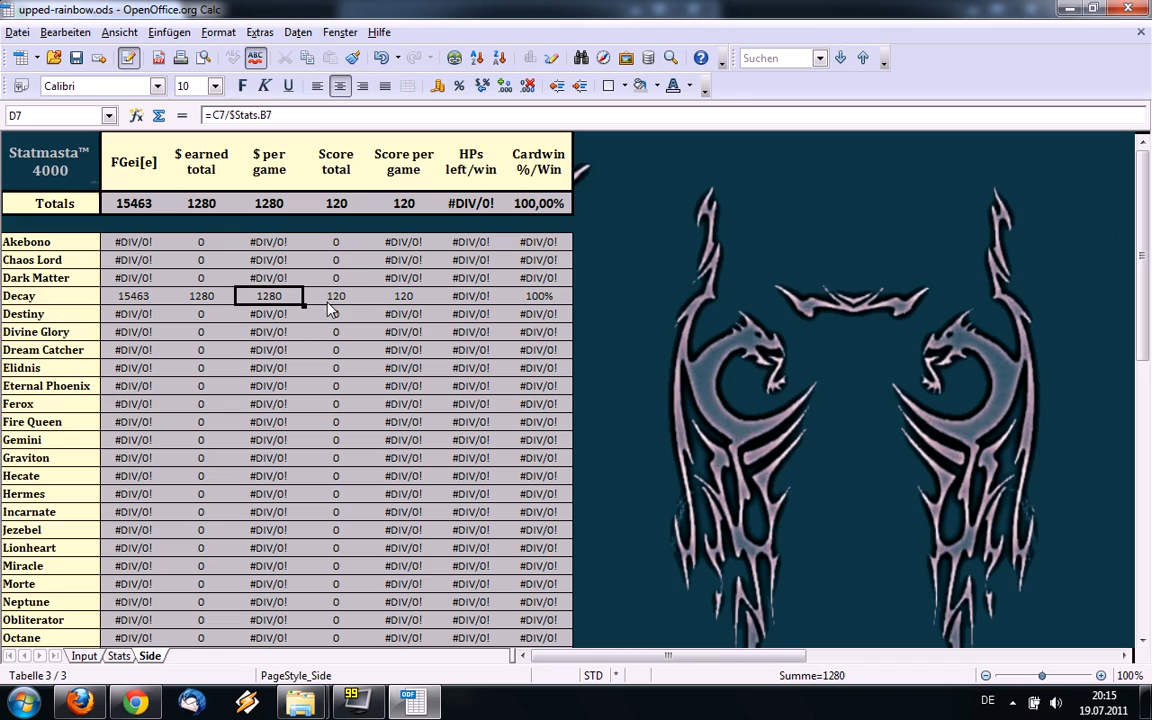 upped-rainbow.ods - OpenOffice.org Calc
Datei Bearbeiten Ansicht Einfügen Format Extras Daten Fenster Hilfe
ABC ABC Suchen
Calibri 10 F K U
D7 =C7/$Stats.B7
Statmasta™ 4000 FGei[e] $ earned total $ per game Score total Score per game HPs left/win Cardwin %/Win
Totals 15463 1280 1280 120 120 #DIV/0! 100,00%
Akebono #DIV/0! 0 #DIV/0! 0 #DIV/0! #DIV/0! #DIV/0!
Chaos Lord #DIV/0! 0 #DIV/0! 0 #DIV/0! #DIV/0! #DIV/0!
Dark Matter #DIV/0! 0 #DIV/0! 0 #DIV/0! #DIV/0! #DIV/0!
Decay 15463 1280 1280 120 120 #DIV/0! 100%
Destiny #DIV/0! 0 #DIV/0! 0 #DIV/0! #DIV/0! #DIV/0!
Divine Glory #DIV/0! 0 #DIV/0! 0 #DIV/0! #DIV/0! #DIV/0!
Dream Catcher #DIV/0! 0 #DIV/0! 0 #DIV/0! #DIV/0! #DIV/0!
Elidnis #DIV/0! 0 #DIV/0! 0 #DIV/0! #DIV/0! #DIV/0!
Eternal Phoenix #DIV/0! 0 #DIV/0! 0 #DIV/0! #DIV/0! #DIV/0!
Ferox #DIV/0! 0 #DIV/0! 0 #DIV/0! #DIV/0! #DIV/0!
Fire Queen #DIV/0! 0 #DIV/0! 0 #DIV/0! #DIV/0! #DIV/0!
Gemini #DIV/0! 0 #DIV/0! 0 #DIV/0! #DIV/0! #DIV/0!
Graviton #DIV/0! 0 #DIV/0! 0 #DIV/0! #DIV/0! #DIV/0!
Hecate #DIV/0! 0 #DIV/0! 0 #DIV/0! #DIV/0! #DIV/0!
Hermes #DIV/0! 0 #DIV/0! 0 #DIV/0! #DIV/0! #DIV/0!
Incarnate #DIV/0! 0 #DIV/0! 0 #DIV/0! #DIV/0! #DIV/0!
Jezebel #DIV/0! 0 #DIV/0! 0 #DIV/0! #DIV/0! #DIV/0!
Lionheart #DIV/0! 0 #DIV/0! 0 #DIV/0! #DIV/0! #DIV/0!
Miracle #DIV/0! 0 #DIV/0! 0 #DIV/0! #DIV/0! #DIV/0!
Morte #DIV/0! 0 #DIV/0! 0 #DIV/0! #DIV/0! #DIV/0!
Neptune #DIV/0! 0 #DIV/0! 0 #DIV/0! #DIV/0! #DIV/0!
Obliterator #DIV/0! 0 #DIV/0! 0 #DIV/0! #DIV/0! #DIV/0!
Octane #DIV/0! 0 #DIV/0! 0 #DIV/0! #DIV/0! #DIV/0!
Input Stats Side
Tabelle 3 / 3 PageStyle_Side STD * Summe=1280 100%
99 ODF DE 20:15
19.07.2011